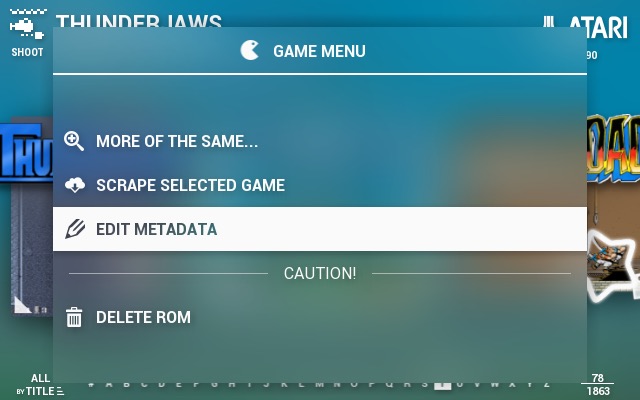 THUNDER JAWS
SHOOT
ATARI
90
GAME MENU
MORE OF THE SAME...
SCRAPE SELECTED GAME
EDIT METADATA
CAUTION!
DELETE ROM
ALL
BY TITLE
# A B C D E F G H I J K L M N O P Q R S T U V W X Y Z
78
1863